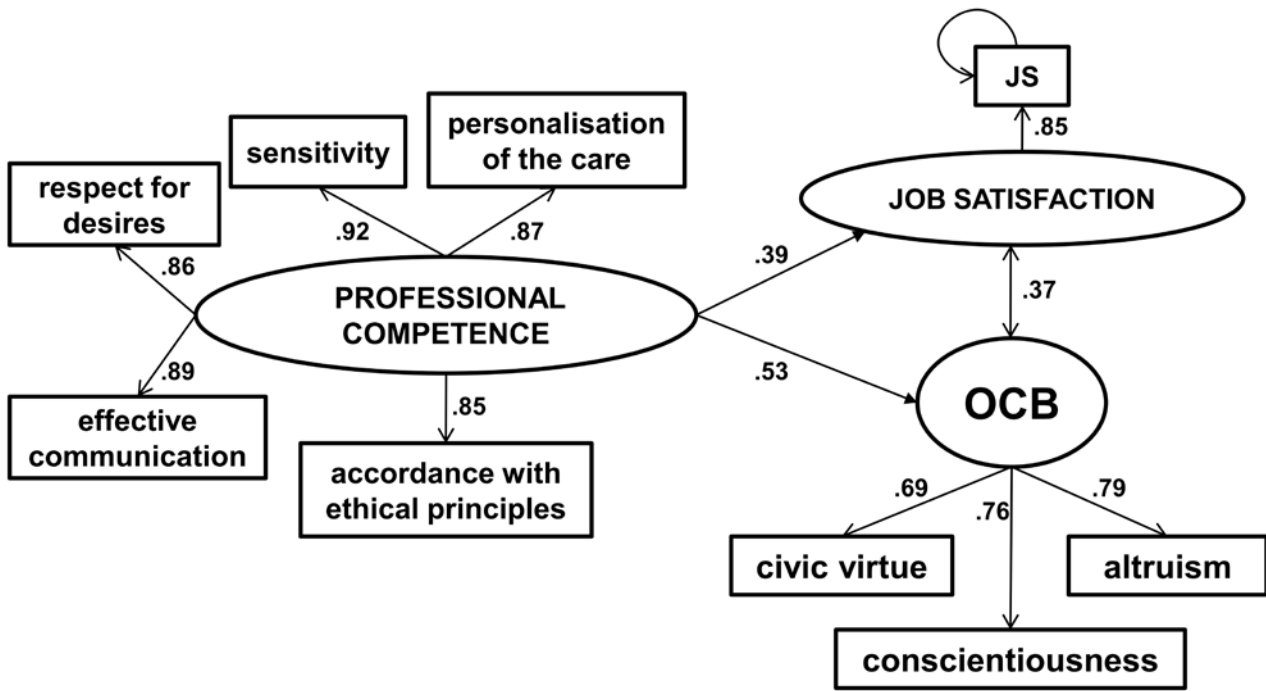 JS
.85
personalisation
of the care
sensitivity
respect for
desires
JOB SATISFACTION
.92
.87
.86
.39
PROFESSIONAL
COMPETENCE
.37
.89
.53
.85
OCB
effective
communication
accordance with
ethical principles
.69
.76
.79
civic virtue
altruism
conscientiousness